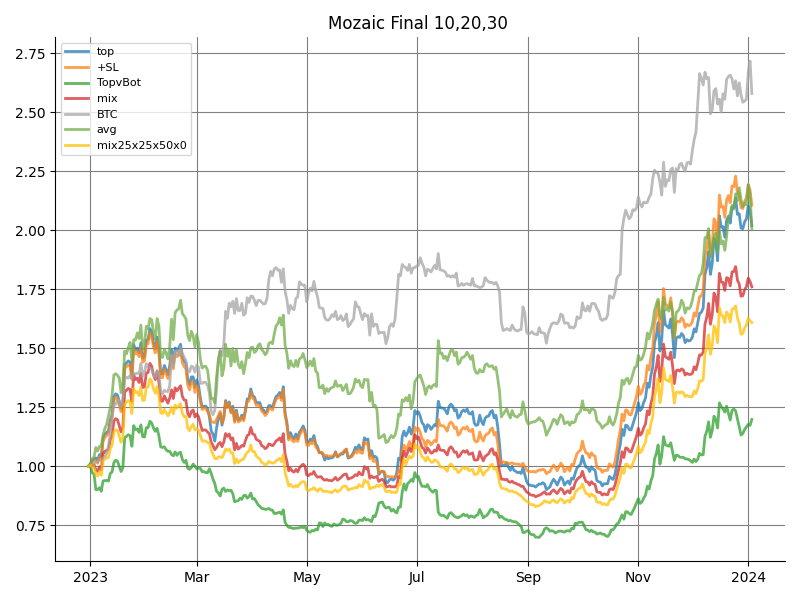 Mozaic Final 10,20,30
2.75
2.50
2.25
2.00
1.75
1.50
1.25
1.00
0.75
top
+SL
TopvBot
mix
BTC
avg
mix25x25x50x0
2023 Mar May Jul Sep Nov 2024